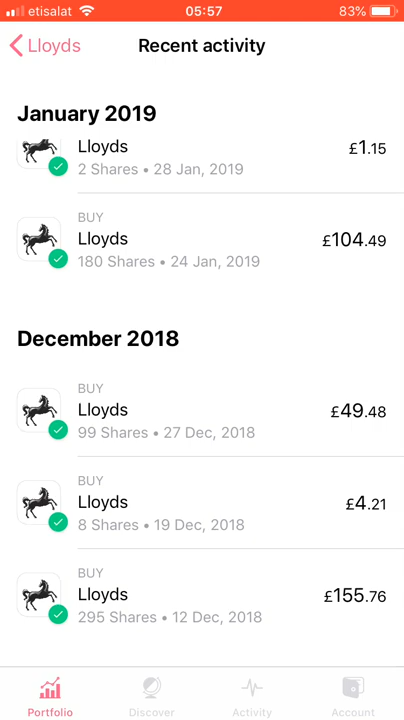 etisalat 05:57 83%
Lloyds Recent activity
January 2019
Lloyds £1.15
2 Shares • 28 Jan, 2019
BUY
Lloyds £104.49
180 Shares • 24 Jan, 2019
December 2018
BUY
Lloyds £49.48
99 Shares • 27 Dec, 2018
BUY
Lloyds £4.21
8 Shares • 19 Dec, 2018
BUY
Lloyds £155.76
295 Shares • 12 Dec, 2018
Portfolio Discover Activity Account